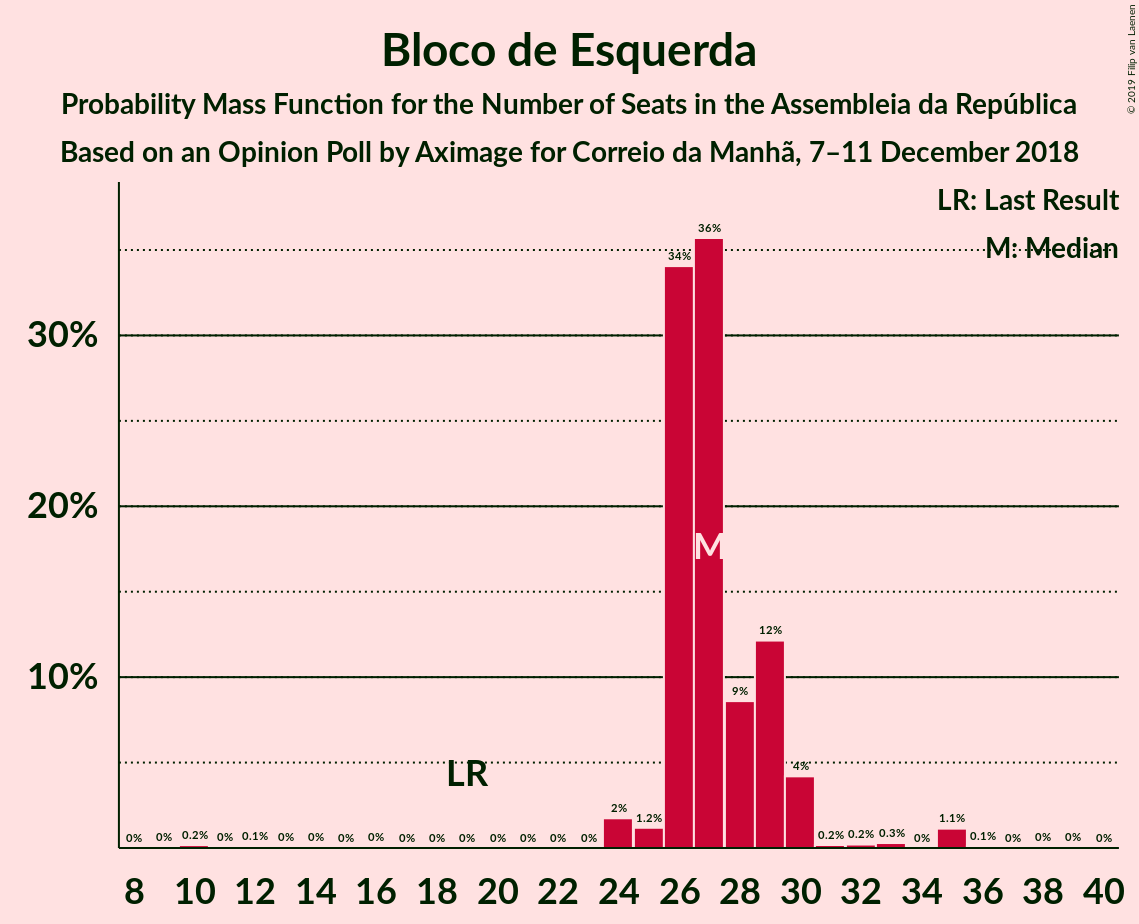 Bloco de Esquerda
Probability Mass Function for the Number of Seats in the Assembleia da República
Based on an Opinion Poll by Aximage for Correio da Manhã, 7–11 December 2018
© 2019 Filip van Laenen
LR: Last Result
M: Median
30%
20%
10%
0% 0% 0.2% 0% 0.1% 0% 0% 0% 0% 0% 0% 0% 0% 0% 0% 0% 2% 1.2% 34% 36% 9% 12% 4% 0.2% 0.2% 0.3% 0% 1.1% 0.1% 0% 0% 0% 0%
M
LR
8 10 12 14 16 18 20 22 24 26 28 30 32 34 36 38 40